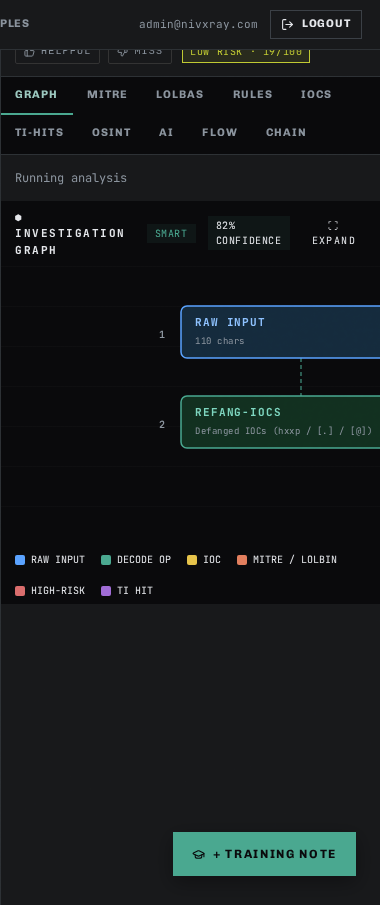 PLES
admin@nivxray.com
LOGOUT
HELPFUL
MISS
LOW RISK · 19/100
GRAPH MITRE LOLBAS RULES IOCS
TI-HITS OSINT AI FLOW CHAIN
Running analysis
INVESTIGATION
GRAPH
SMART
82%
CONFIDENCE
EXPAND
1
RAW INPUT
110 chars
2
REFANG-IOCS
Defanged IOCs (hxxp / [.] / [@])
RAW INPUT DECODE OP IOC MITRE / LOLBIN
HIGH-RISK TI HIT
+ TRAINING NOTE